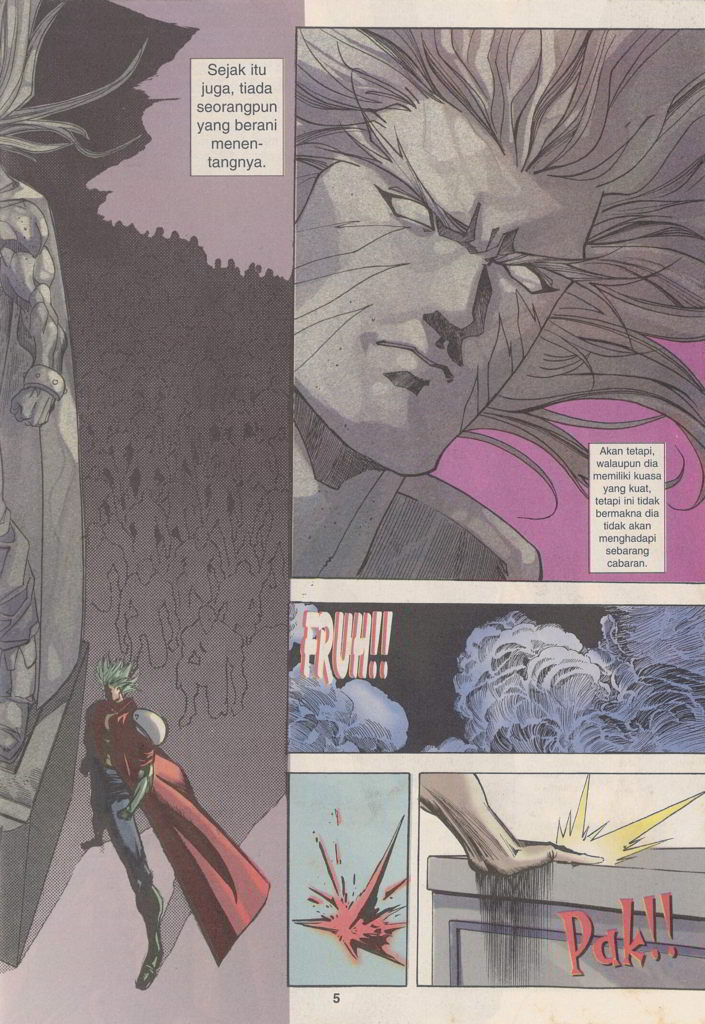 Sejak itu
juga, tiada
seorangpun
yang berani
menen-
tangnya.
Akan tetapi,
walaupun dia
memiliki kuasa
yang kuat,
tetapi ini tidak
bermakna dia
tidak akan
menghadapi
sebarang
cabaran.
FRUH!!
Pak!!
5